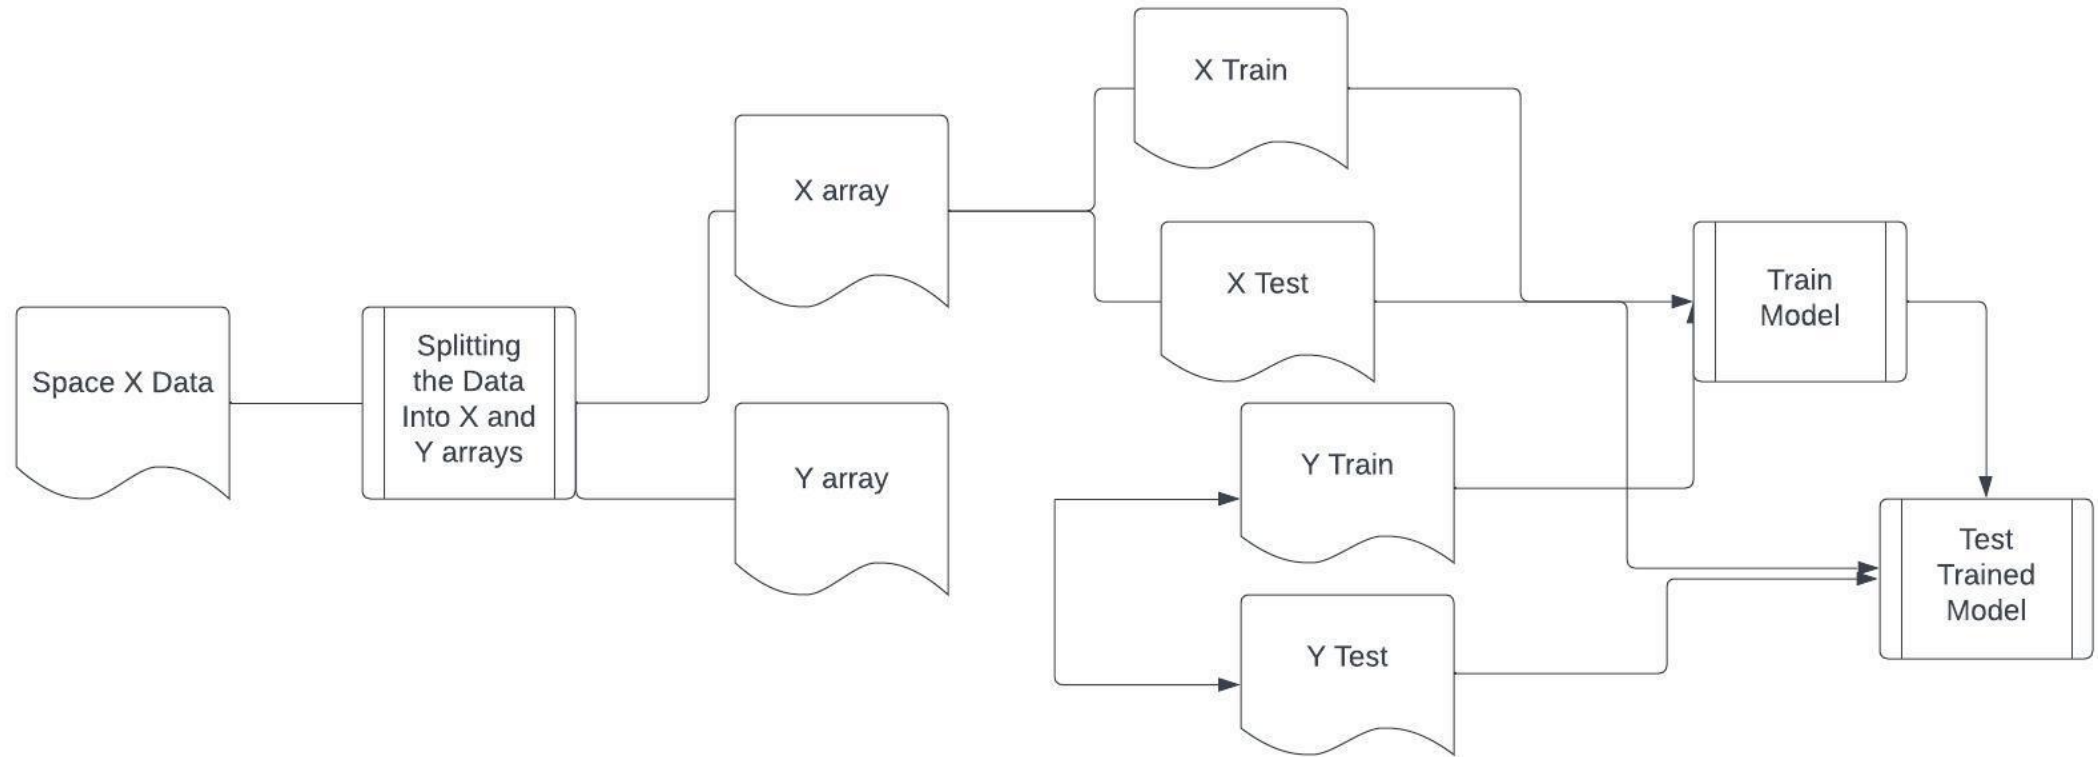 Space X Data
Splitting
the Data
Into X and
Y arrays
X array
Y array
X Train
X Test
Y Train
Y Test
Train
Model
Test
Trained
Model